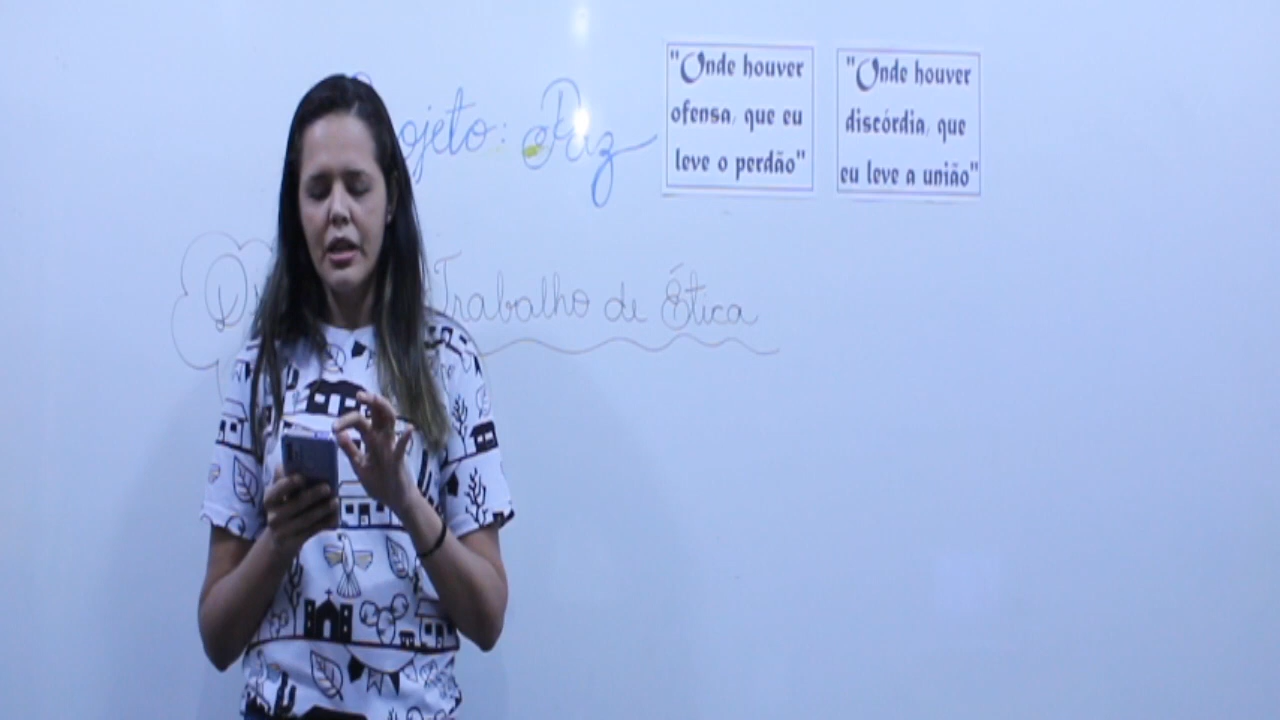 ojeto: Paz
"Onde houver
ofensa, que eu
leve o perdão"
"Onde houver
discórdia, que
eu leve a união"
Trabalho de Ética